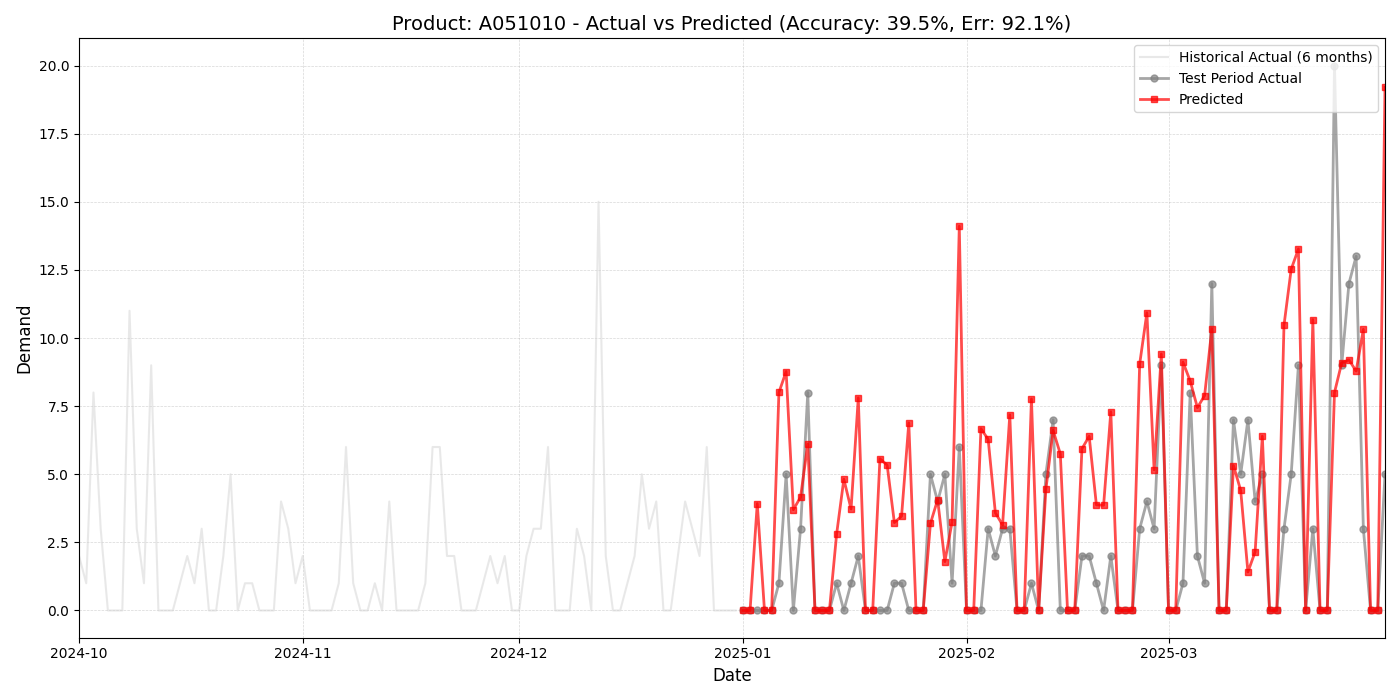 Product: A051010 - Actual vs Predicted (Accuracy: 39.5%, Err: 92.1%)
Historical Actual (6 months)
Test Period Actual
Predicted
Demand
20.0
17.5
15.0
12.5
10.0
7.5
5.0
2.5
0.0
2024-10
2024-11
2024-12
2025-01
2025-02
2025-03
Date